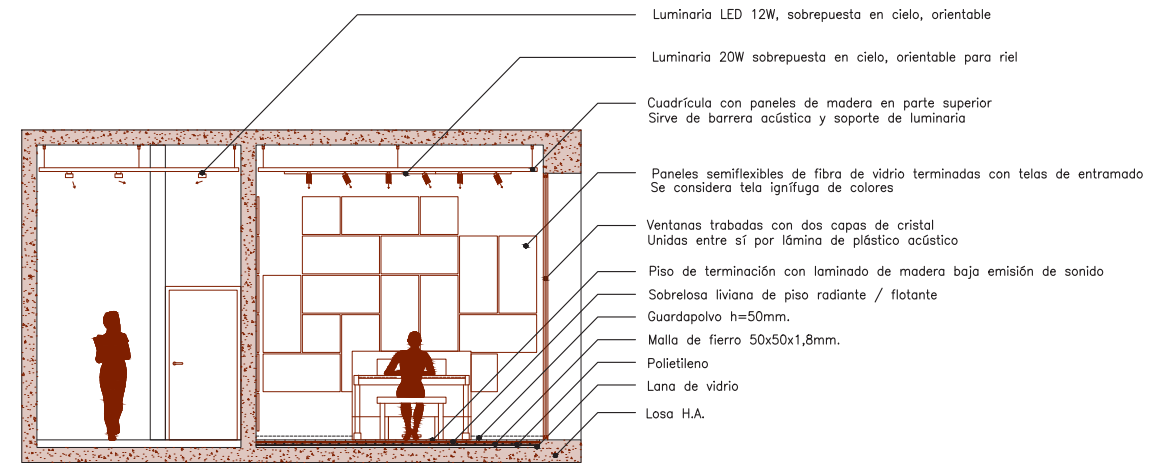 Luminaria LED 12W, sobrepuesta en cielo, orientable
Luminaria 20W sobrepuesta en cielo, orientable para riel
Cuadrícula con paneles de madera en parte superior
Sirve de barrera acústica y soporte de luminaria
Paneles semiflexibles de fibra de vidrio terminadas con telas de entramado
Se considera tela ignífuga de colores
Ventanas trabadas con dos capas de cristal
Unidas entre sí por lámina de plástico acústico
Piso de terminación con laminado de madera baja emisión de sonido
Sobrelosa liviana de piso radiante / flotante
Guardapolvo h=50mm.
Malla de fierro 50x50x1,8mm.
Polietileno
Lana de vidrio
Losa H.A.